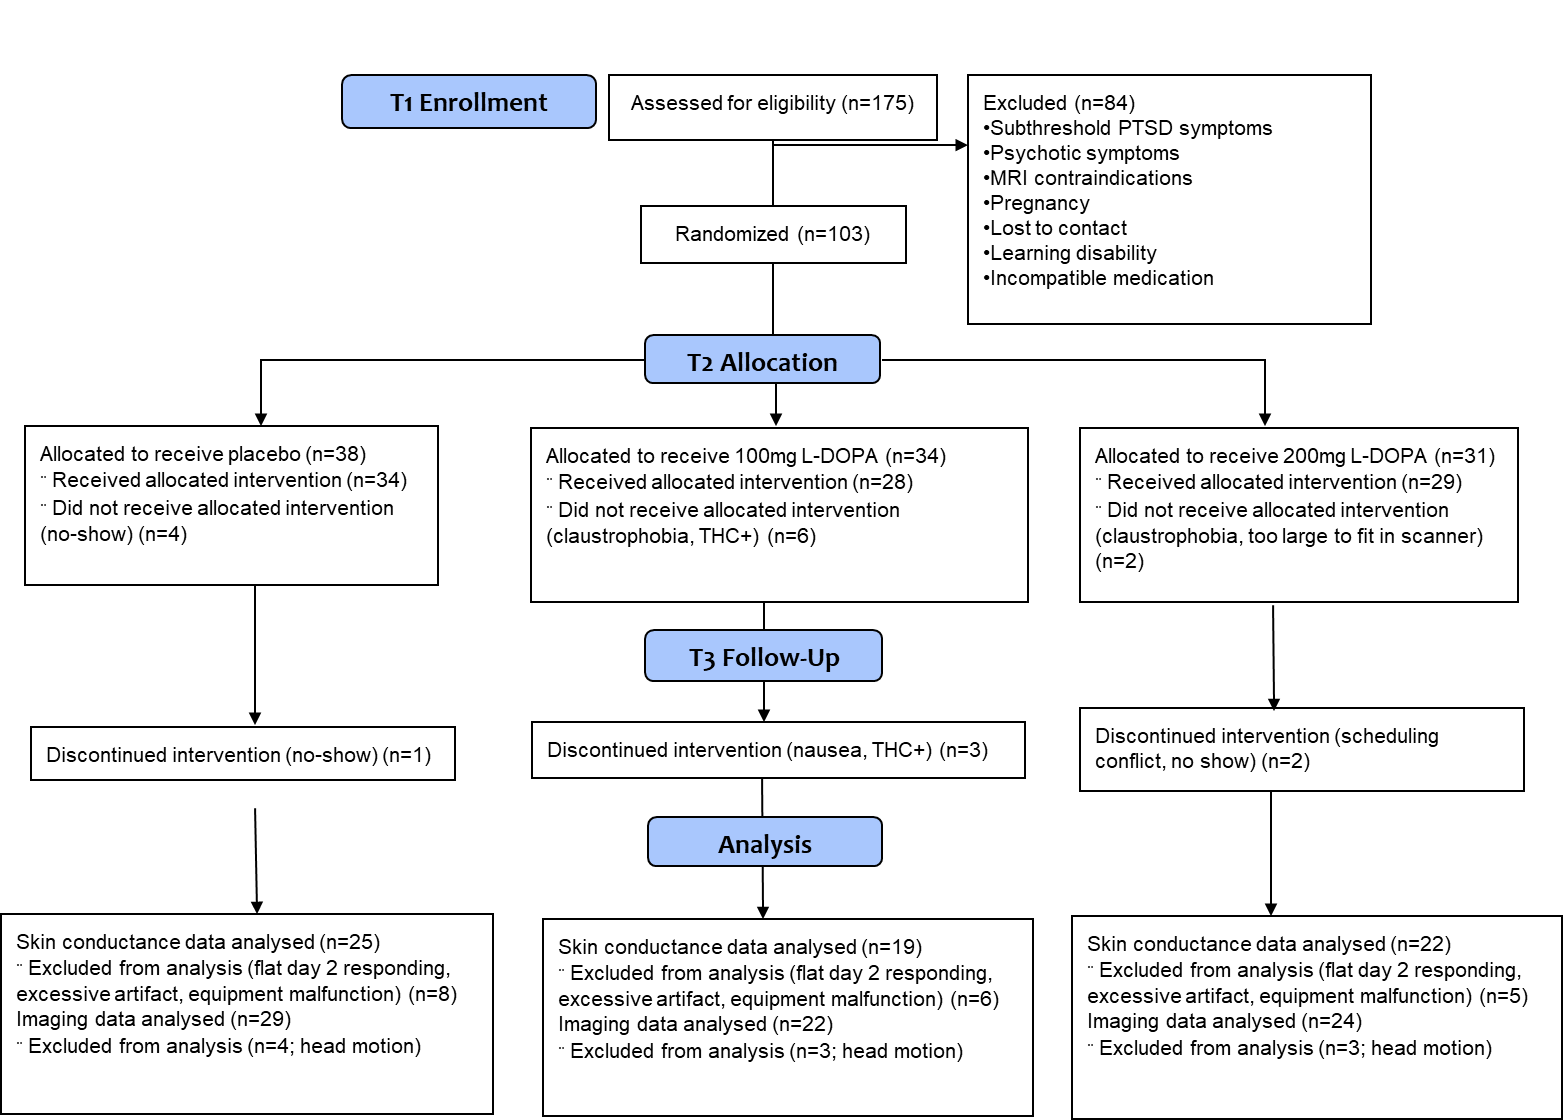 T1 Enrollment
Assessed for eligibility (n=175)
Excluded (n=84)
•Subthreshold PTSD symptoms
•Psychotic symptoms
•MRI contraindications
•Pregnancy
•Lost to contact
•Learning disability
•Incompatible medication
Randomized (n=103)
T2 Allocation
Allocated to receive placebo (n=38)
¨ Received allocated intervention (n=34)
¨ Did not receive allocated intervention
(no-show) (n=4)
Allocated to receive 100mg L-DOPA (n=34)
¨ Received allocated intervention (n=28)
¨ Did not receive allocated intervention
(claustrophobia, THC+) (n=6)
Allocated to receive 200mg L-DOPA (n=31)
¨ Received allocated intervention (n=29)
¨ Did not receive allocated intervention
(claustrophobia, too large to fit in scanner)
(n=2)
T3 Follow-Up
Discontinued intervention (no-show) (n=1)
Discontinued intervention (nausea, THC+) (n=3)
Discontinued intervention (scheduling
conflict, no show) (n=2)
Analysis
Skin conductance data analysed (n=25)
¨ Excluded from analysis (flat day 2 responding,
excessive artifact, equipment malfunction) (n=8)
Imaging data analysed (n=29)
¨ Excluded from analysis (n=4; head motion)
Skin conductance data analysed (n=19)
¨ Excluded from analysis (flat day 2 responding,
excessive artifact, equipment malfunction) (n=6)
Imaging data analysed (n=22)
¨ Excluded from analysis (n=3; head motion)
Skin conductance data analysed (n=22)
¨ Excluded from analysis (flat day 2 responding,
excessive artifact, equipment malfunction) (n=5)
Imaging data analysed (n=24)
¨ Excluded from analysis (n=3; head motion)